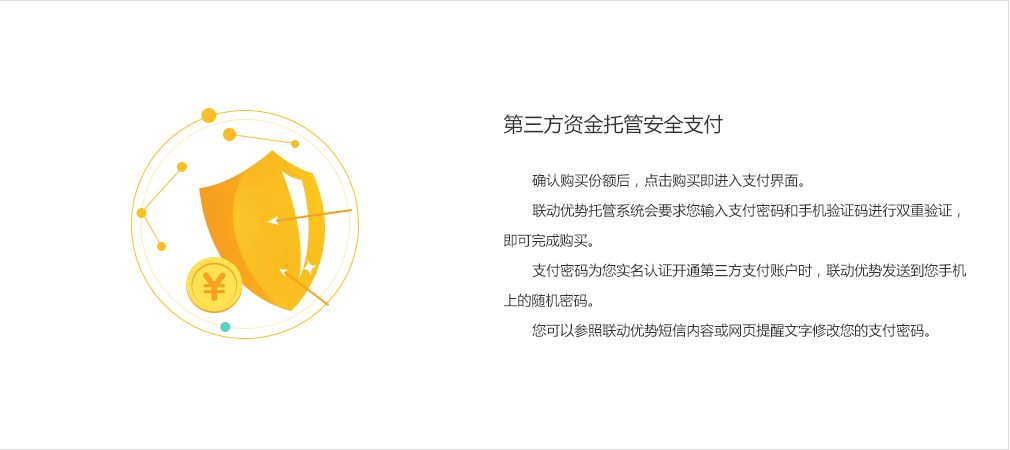 第三方资金托管安全支付
确认购买份额后，点击购买即进入支付界面。
联动优势托管系统会要求您输入支付密码和手机验证码进行双重验证，
即可完成购买。
支付密码为您实名认证开通第三方支付账户时，联动优势发送到您手机
上的随机密码。
您可以参照联动优势短信内容或网页提醒文字修改您的支付密码。
¥